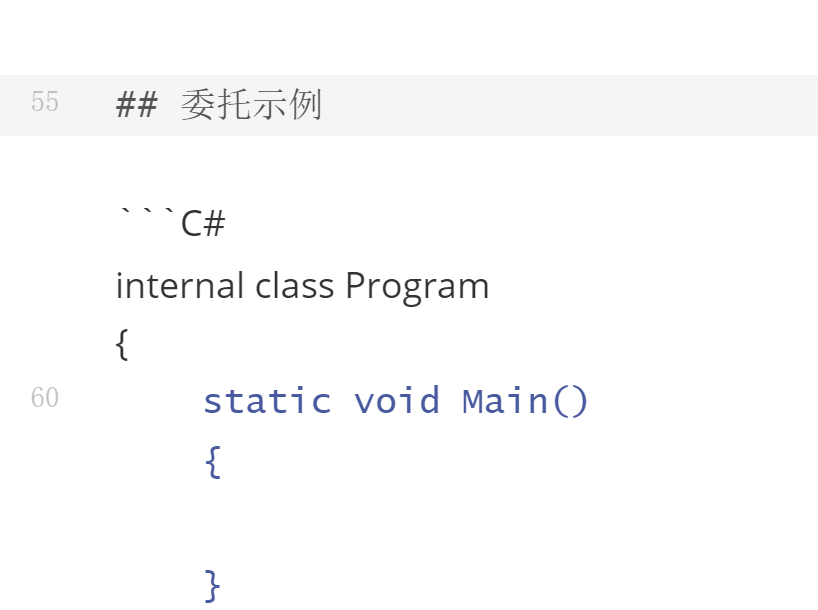 55 ## 委托示例
```C#
internal class Program
{
60 static void Main()
{
}